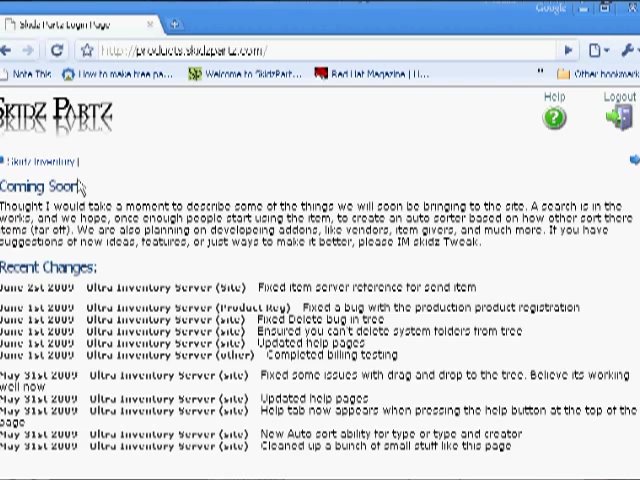 Google
Skidz Partz Login Page
http://products.skidzpartz.com/
Note This How to make tree pa... Welcome to SkidzPart... Red Hat Magazine | H... " Other bookmark
SKIDZ PARTZ
Help Logout
Skidz Inventory |
Coming Soon
Thought I would take a moment to describe some of the things we will soon be bringing to the site. A search is in the
works, and we hope, once enough people start using the item, to create an auto sorter based on how other sort there
items (far off). We are also planning on developeing addons, like vendors, item givers, and much more. If you have
suggestions of new ideas, features, or just ways to make it better, please IM skidz Tweak.
Recent Changes:
June 2st 2009 Ultra Inventory Server (Site) Fixed item server reference for send item
June 1st 2009 Ultra Inventory Server (Product Reg) Fixed a bug with the production product registration
June 1st 2009 Ultra Inventory Server (site) Fixed Delete bug in tree
June 1st 2009 Ultra Inventory Server (site) Ensured you can't delete system folders from tree
June 1st 2009 Ultra Inventory Server (site) Updated help pages
June 1st 2009 Ultra Inventory Server (other) Completed billing testing
May 31st 2009 Ultra Inventory Server (site) Fixed some issues with drag and drop to the tree. Believe its working
well now
May 31st 2009 Ultra Inventory Server (site) Updated help pages
May 31st 2009 Ultra Inventory Server (site) Help tab now appears when pressing the help button at the top of the
page
May 31st 2009 Ultra Inventory Server (site) New Auto sort ability for type or type and creator
May 31st 2009 Ultra Inventory Server (site) Cleaned up a bunch of small stuff like this page